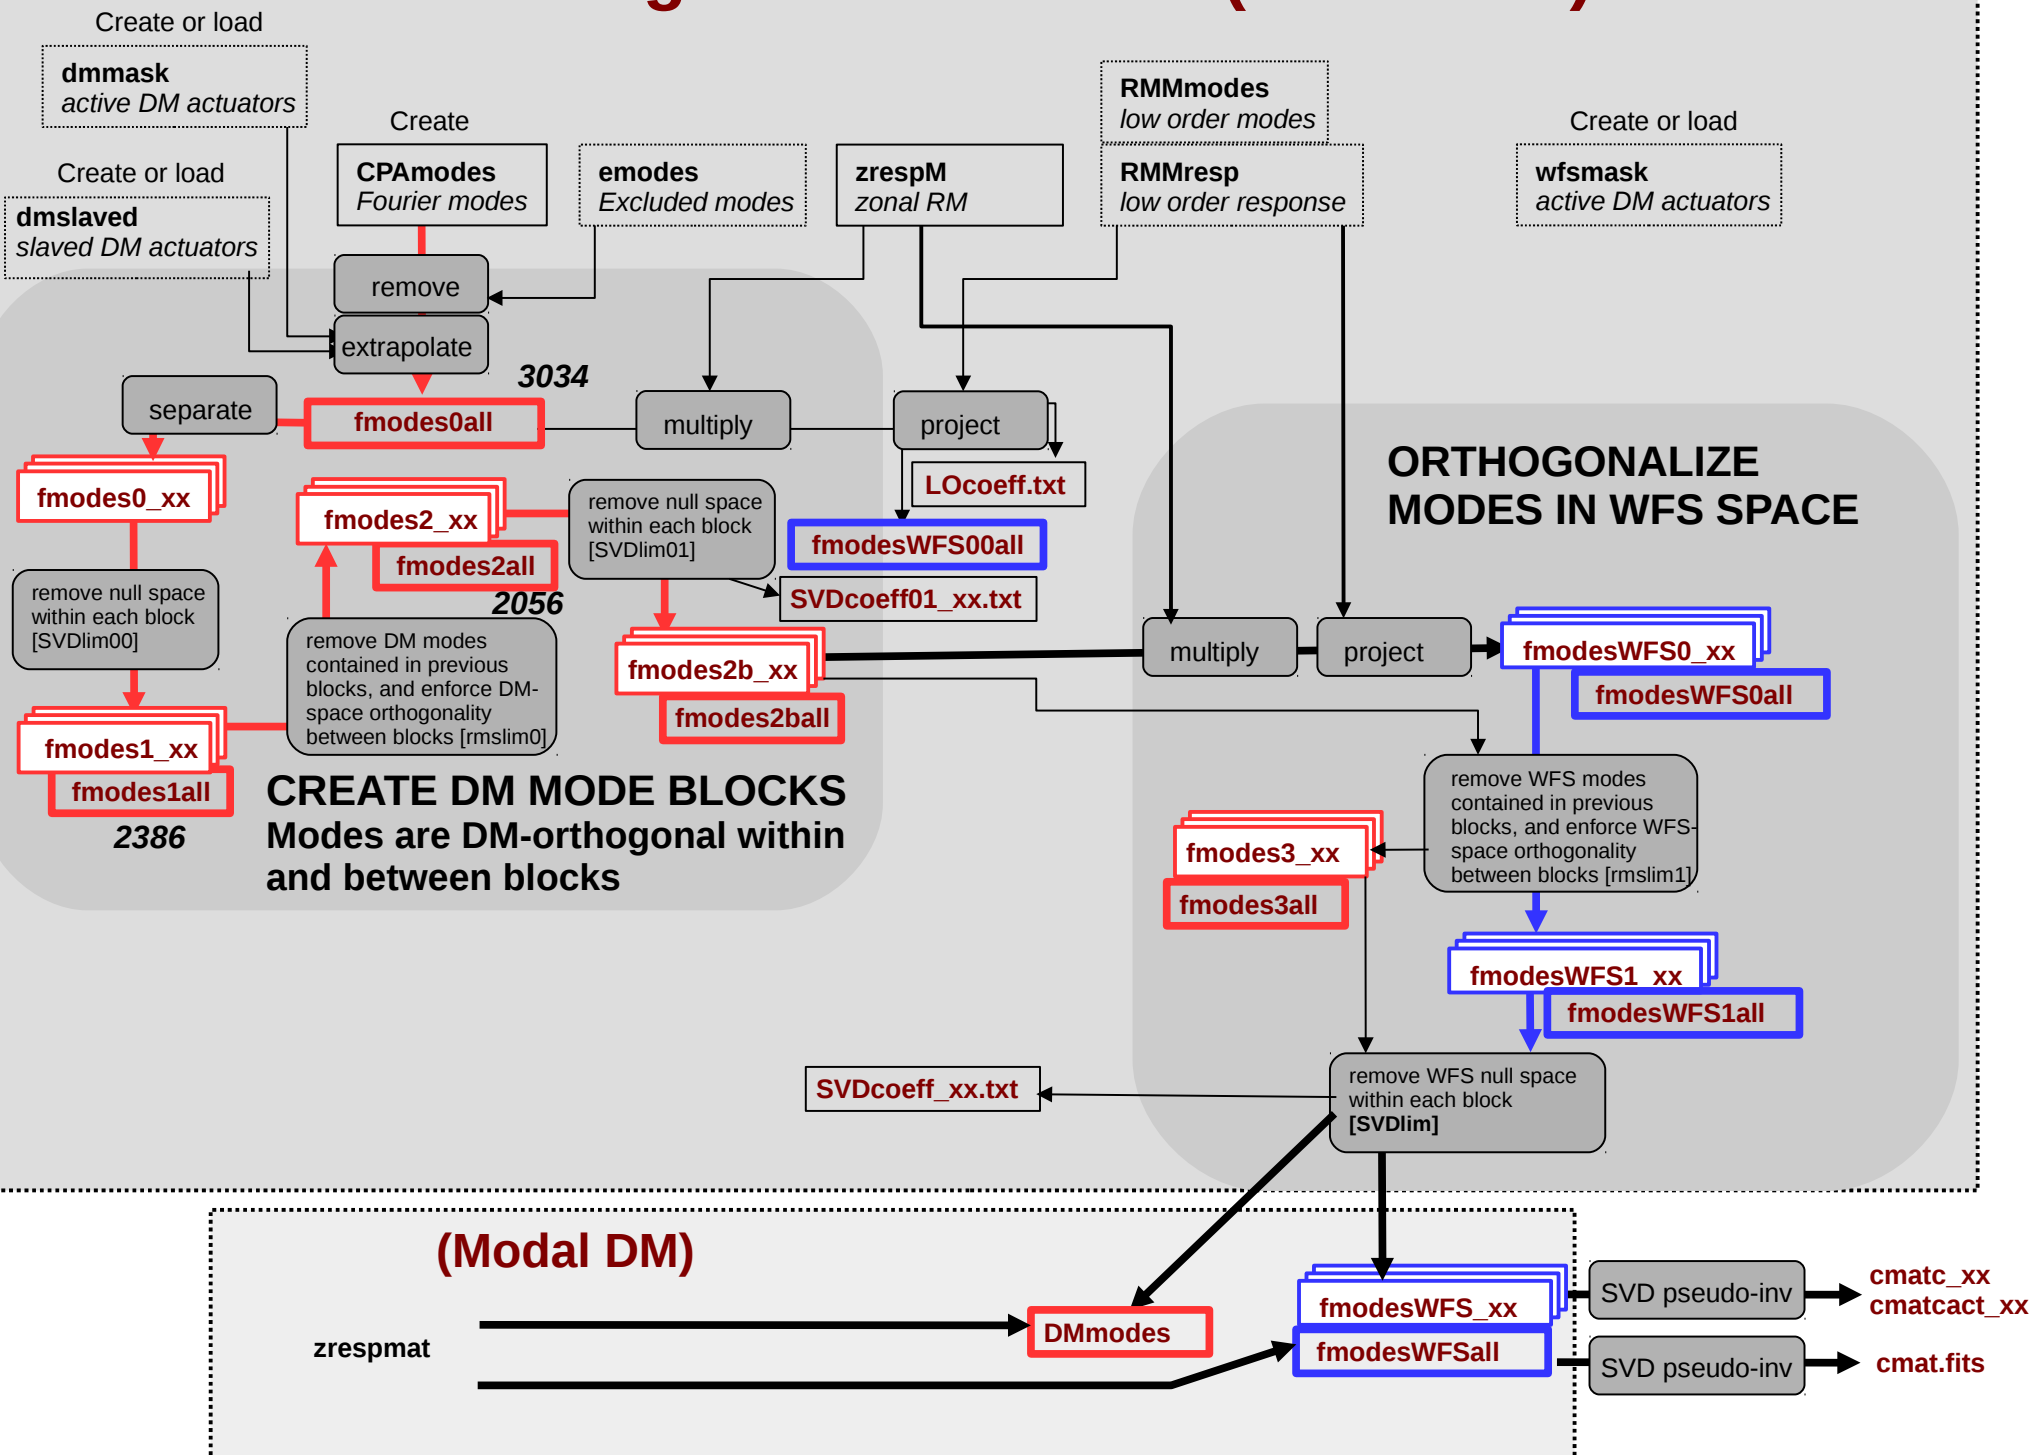 Create or load
dmmask
active DM actuators
Create or load
dmslaved
slaved DM actuators
Create
CPAmodes
Fourier modes
emodes
Excluded modes
zrespM
zonal RM
RMMmodes
low order modes
RMMresp
low order response
Create or load
wfsmask
active DM actuators
remove
extrapolate
3034
separate
fmodes0all
multiply
project
LOcoeff.txt
fmodes0_xx
fmodes2_xx
fmodes2all
2056
remove null space
within each block
[SVDlim01]
fmodesWFS00all
SVDcoeff01_xx.txt
remove null space
within each block
[SVDlim00]
remove DM modes
contained in previous
blocks, and enforce DM-
space orthogonality
between blocks [rmslim0]
fmodes2b_xx
fmodes2ball
fmodes1_xx
fmodes1all
2386
CREATE DM MODE BLOCKS
Modes are DM-orthogonal within
and between blocks
ORTHOGONALIZE
MODES IN WFS SPACE
multiply
project
fmodesWFS0_xx
fmodesWFS0all
remove WFS modes
contained in previous
blocks, and enforce WFS-
space orthogonality
between blocks [rmslim1]
fmodes3_xx
fmodes3all
fmodesWFS1_xx
fmodesWFS1all
SVDcoeff_xx.txt
remove WFS null space
within each block
[SVDlim]
(Modal DM)
zrespmat
DMmodes
fmodesWFS_xx
fmodesWFSall
SVD pseudo-inv
cmatc_xx
cmatcact_xx
SVD pseudo-inv
cmat.fits